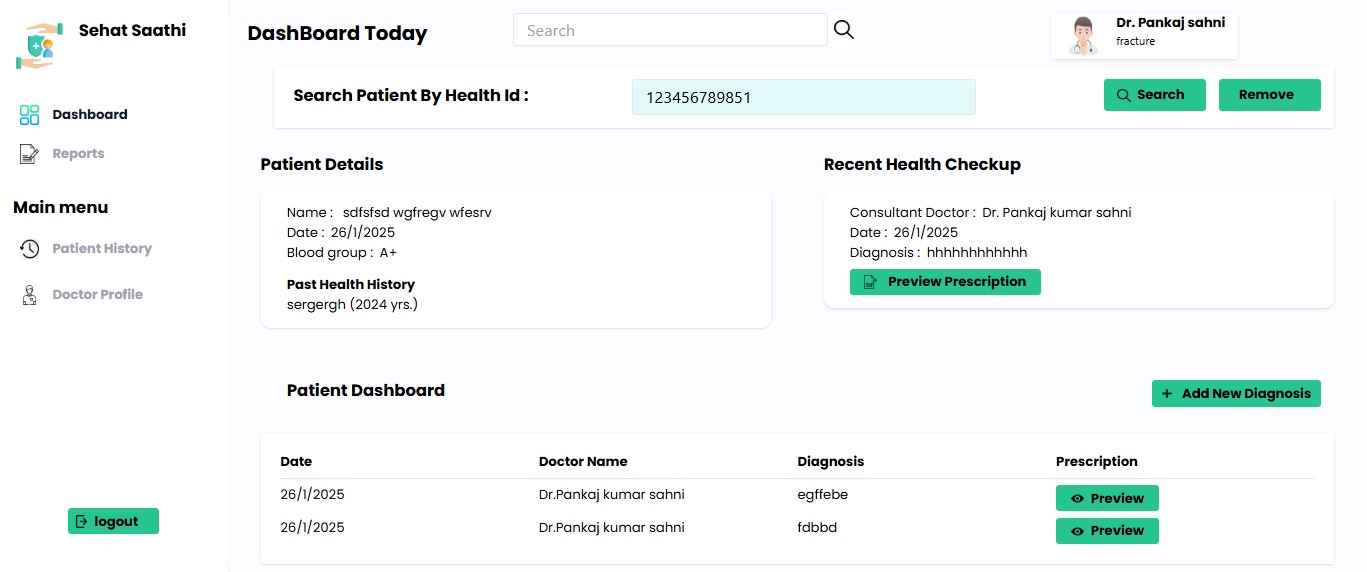 Sehat Saathi
DashBoard Today
Search
Dr. Pankaj sahni
fracture
Dashboard
Reports
Main menu
Patient History
Doctor Profile
logout
Search Patient By Health Id :
123456789851
Search
Remove
Patient Details
Name : sdfsfsd wgfregv wfesrv
Date : 26/1/2025
Blood group : A+
Past Health History
sergergh (2024 yrs.)
Recent Health Checkup
Consultant Doctor : Dr. Pankaj kumar sahni
Date : 26/1/2025
Diagnosis : hhhhhhhhhhhh
Preview Prescription
Patient Dashboard
+ Add New Diagnosis
Date Doctor Name Diagnosis Prescription
26/1/2025 Dr.Pankaj kumar sahni egffebe Preview
26/1/2025 Dr.Pankaj kumar sahni fdbbd Preview